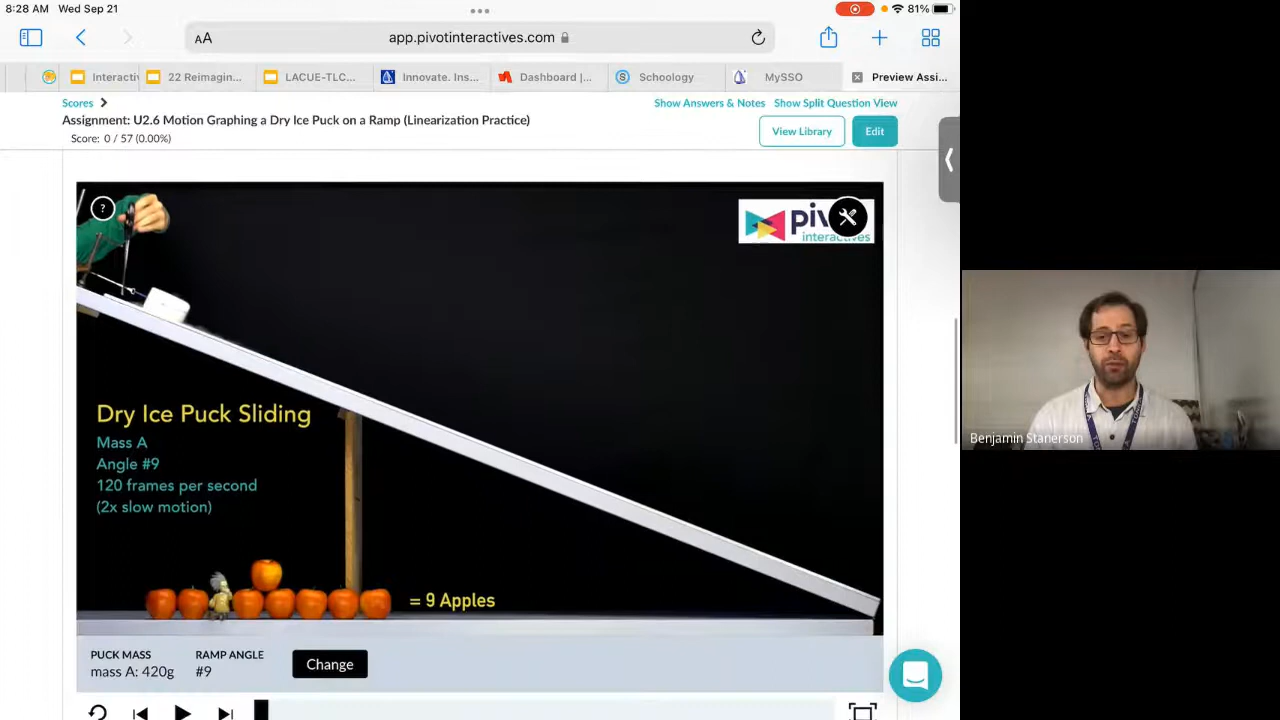 8:28 AM Wed Sep 21
81%
AA app.pivotinteractives.com
Interacti
22 Reimagin...
LACUE-TLC...
Innovate. Ins...
Dashboard |...
Schoology
MySSO
Preview Assi...
Scores
Show Answers & Notes Show Split Question View
Assignment: U2.6 Motion Graphing a Dry Ice Puck on a Ramp (Linearization Practice)
Score: 0 / 57 (0.00%)
View Library
Edit
?
piv
interactives
Dry Ice Puck Sliding
Mass A
Angle #9
120 frames per second
(2x slow motion)
= 9 Apples
PUCK MASS RAMP ANGLE
mass A: 420g #9
Change
Benjamin Stanerson